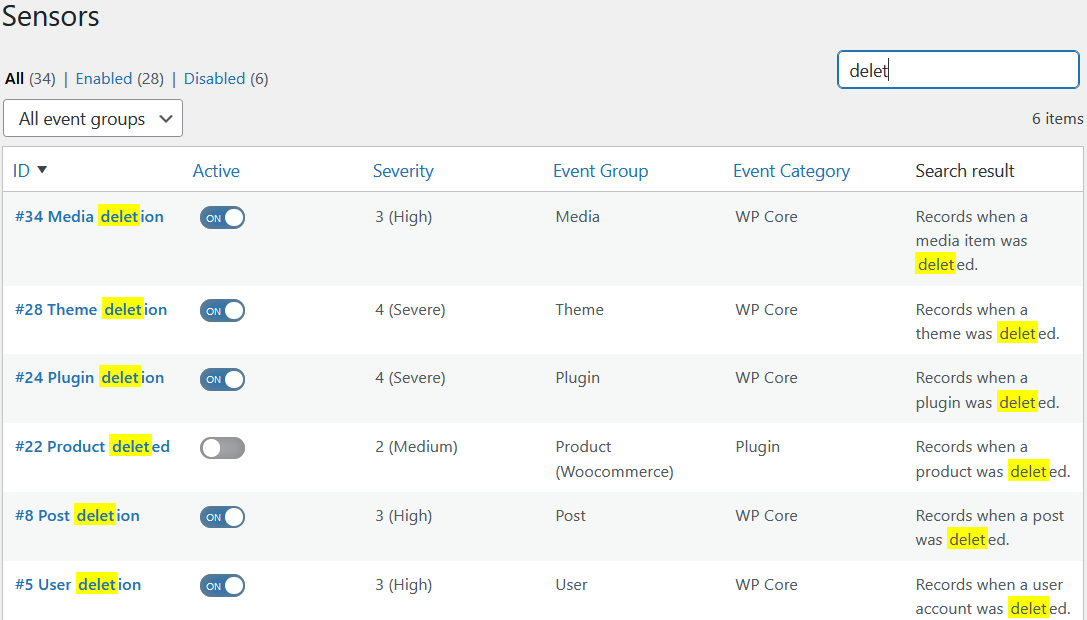 Sensors
All (34) | Enabled (28) | Disabled (6)
delet
All event groups
6 items
ID ▼ Active Severity Event Group Event Category Search result
#34 Media deletion ON 3 (High) Media WP Core Records when a
media item was
deleted.
#28 Theme deletion ON 4 (Severe) Theme WP Core Records when a
theme was deleted.
#24 Plugin deletion ON 4 (Severe) Plugin WP Core Records when a
plugin was deleted.
#22 Product deleted 2 (Medium) Product Plugin Records when a
(Woocommerce) product was deleted.
#8 Post deletion ON 3 (High) Post WP Core Records when a post
was deleted.
#5 User deletion ON 3 (High) User WP Core Records when a user
account was deleted.